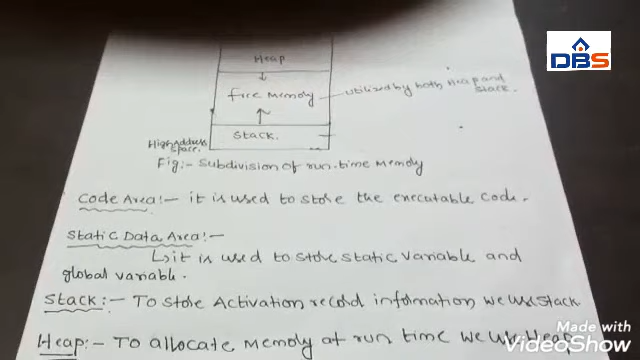 DBS
Heap
free memory
utilized by both Heap and
stack.
Stack.
High Address
space.
Fig:- Subdivision of run-time memory
Code Area:- it is used to store the executable code.
Static Data Area:-
it is used to store static variable and
global variable.
Stack:- To store Activation record information we use stack
Heap:- To allocate memory at run time we use Heap
Made with
VideoShow